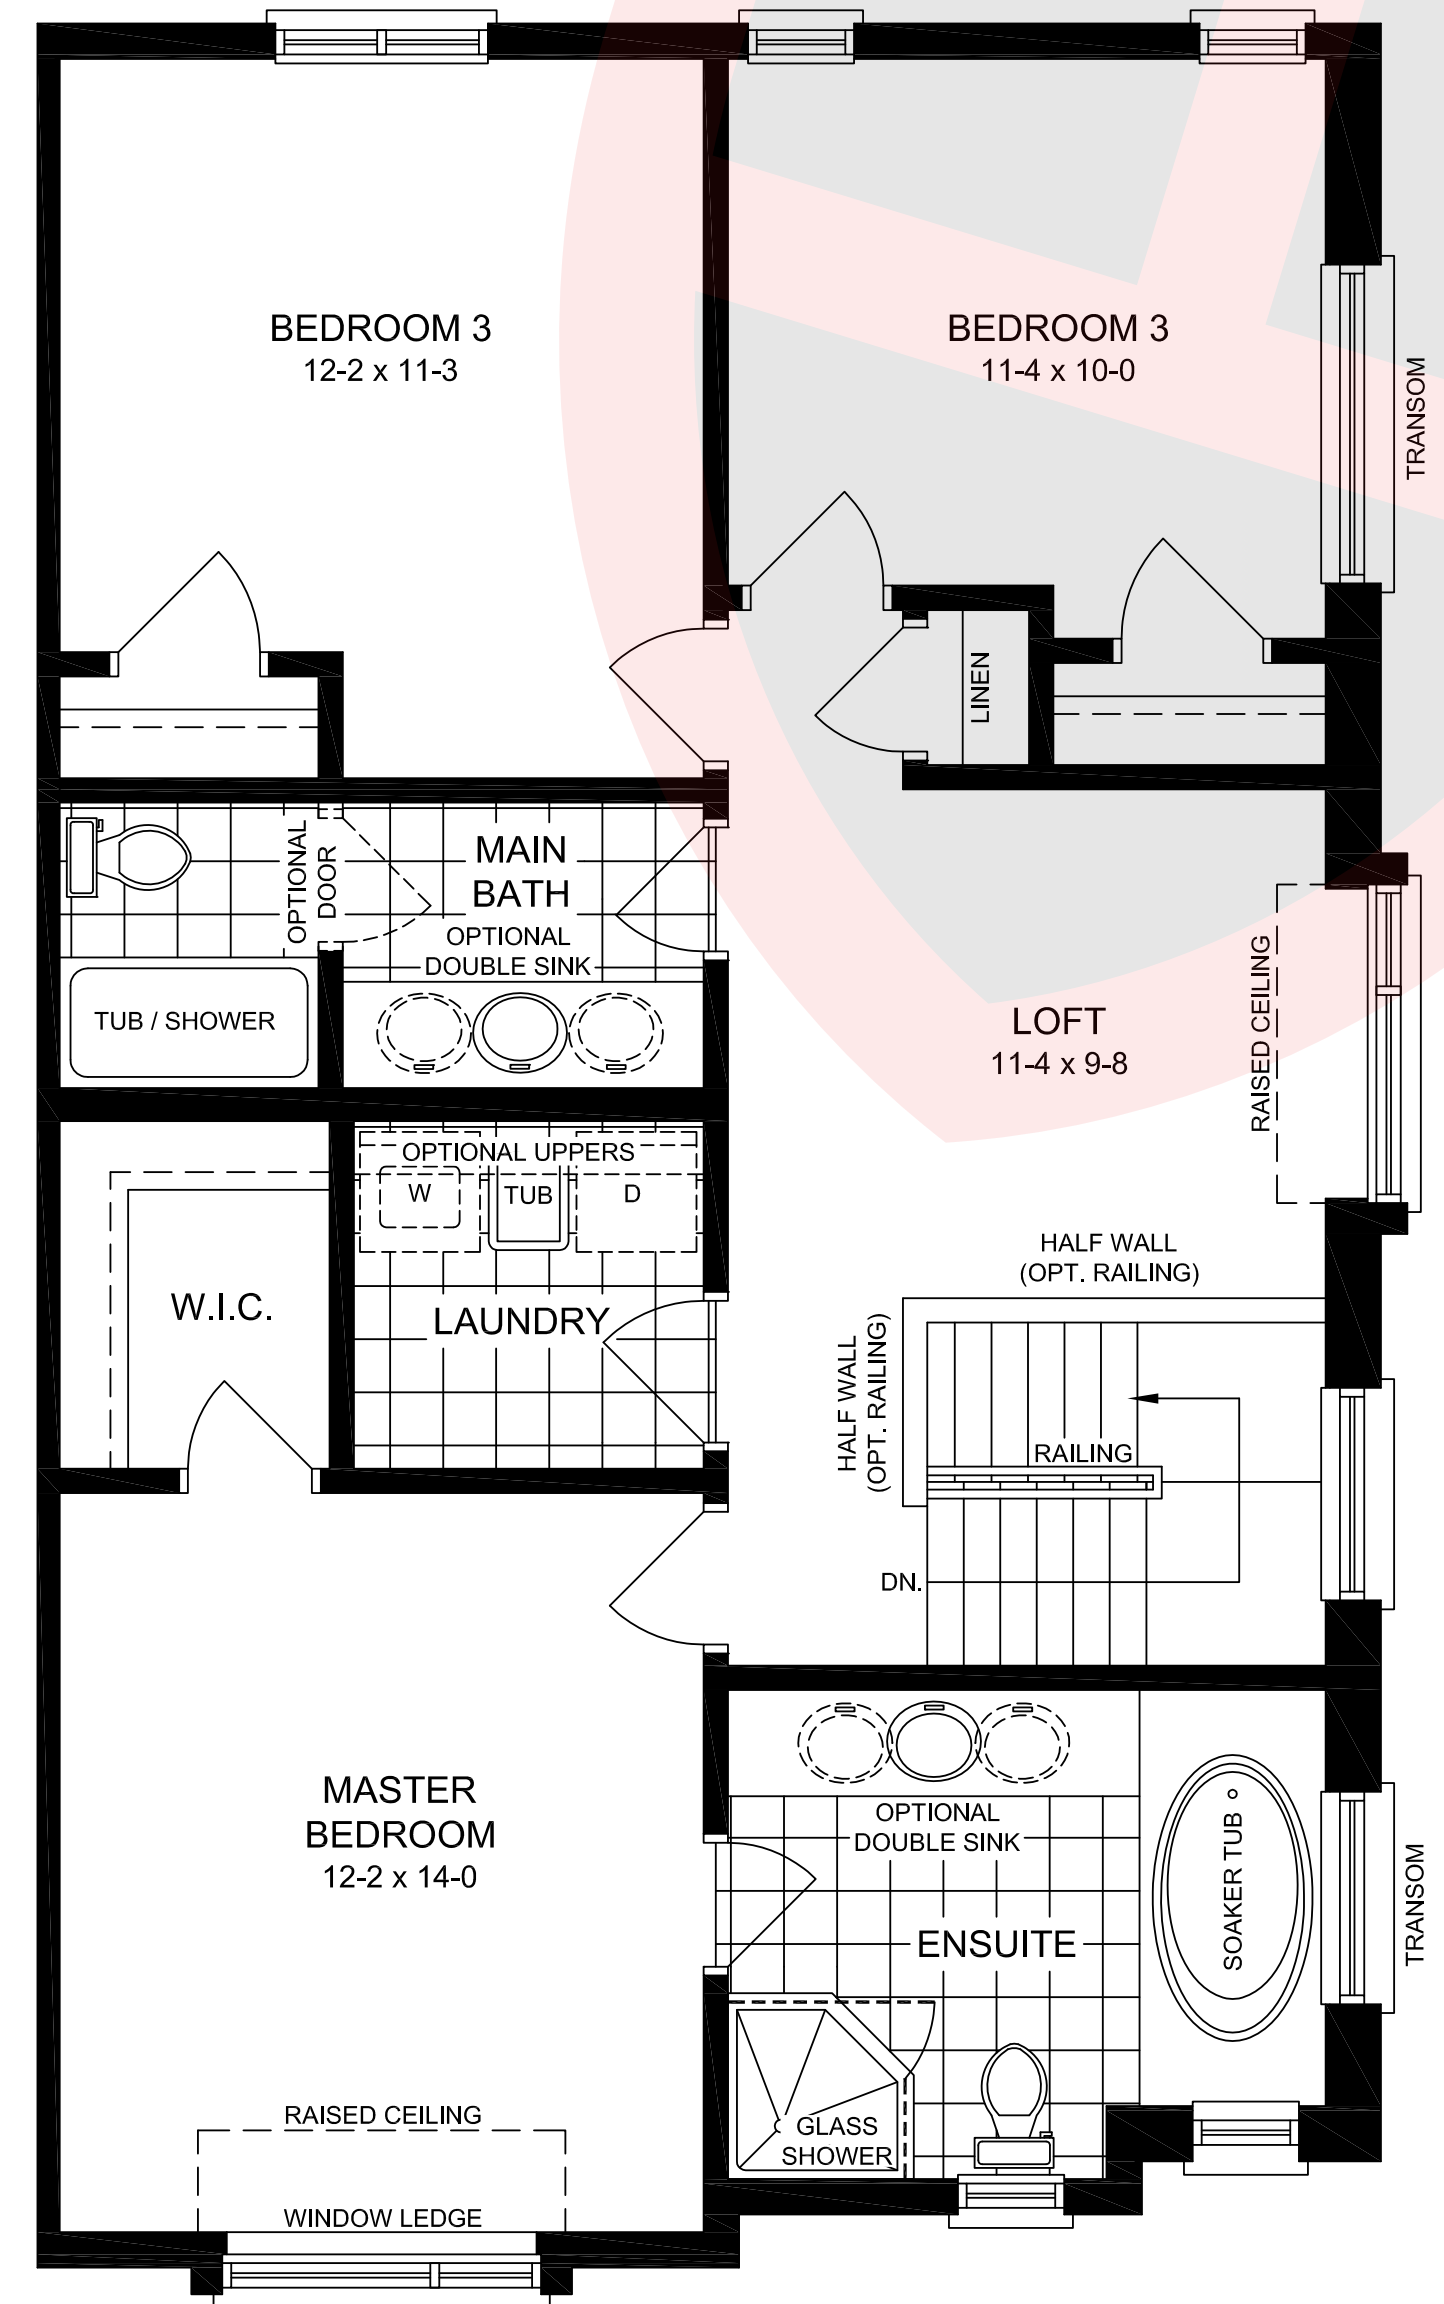 BEDROOM 3
12-2 x 11-3
BEDROOM 3
11-4 x 10-0
TRANSOM
LINEN
OPTIONAL
DOOR
MAIN
BATH
OPTIONAL
DOUBLE SINK
TUB / SHOWER
LOFT
11-4 x 9-8
RAISED CEILING
OPTIONAL UPPERS
W
TUB
D
W.I.C.
LAUNDRY
HALF WALL
(OPT. RAILING)
HALF WALL
(OPT. RAILING)
RAILING
DN.
MASTER
BEDROOM
12-2 x 14-0
OPTIONAL
DOUBLE SINK
ENSUITE
SOAKER TUB
TRANSOM
GLASS
SHOWER
RAISED CEILING
WINDOW LEDGE